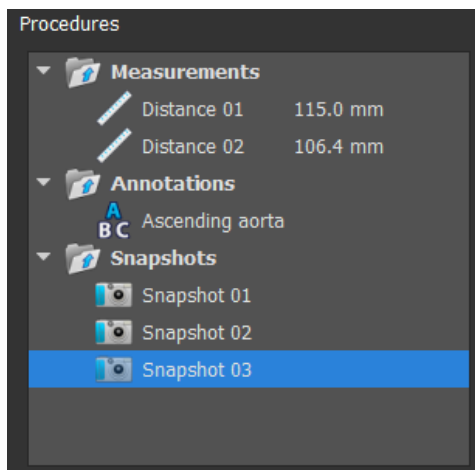 Procedures
Measurements
Distance 01 115.0 mm
Distance 02 106.4 mm
Annotations
A
B C Ascending aorta
Snapshots
Snapshot 01
Snapshot 02
Snapshot 03